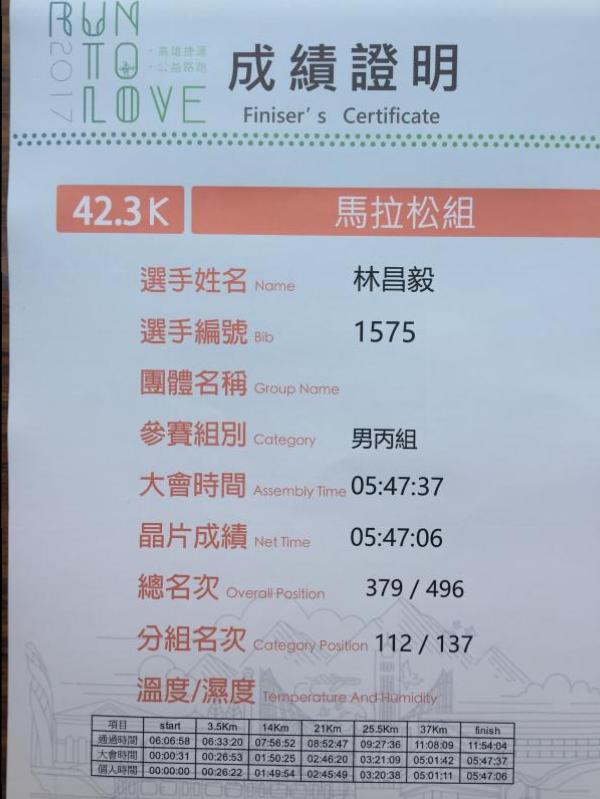 RUN
TO
LOVE
2017
·高雄捷運
·公益路跑
成績證明
Finiser's Certificate
42.3K 馬拉松組
選手姓名 Name 林昌毅
選手編號 Bib 1575
團體名稱 Group Name
參賽組別 Category 男丙組
大會時間 Assembly Time 05:47:37
晶片成績 Net Time 05:47:06
總名次 Overall Position 379 / 496
分組名次 Category Position 112 / 137
溫度/濕度 Temperature And Humidity
項目 start 3.5Km 14Km 21Km 25.5Km 37Km finish
通過時間 06:06:58 06:33:20 07:56:52 08:52:47 09:27:36 11:08:09 11:54:04
大會時間 00:00:31 00:26:53 01:50:25 02:46:20 03:21:09 05:01:42 05:47:37
個人時間 00:00:00 00:26:22 01:49:54 02:45:49 03:20:38 05:01:11 05:47:06